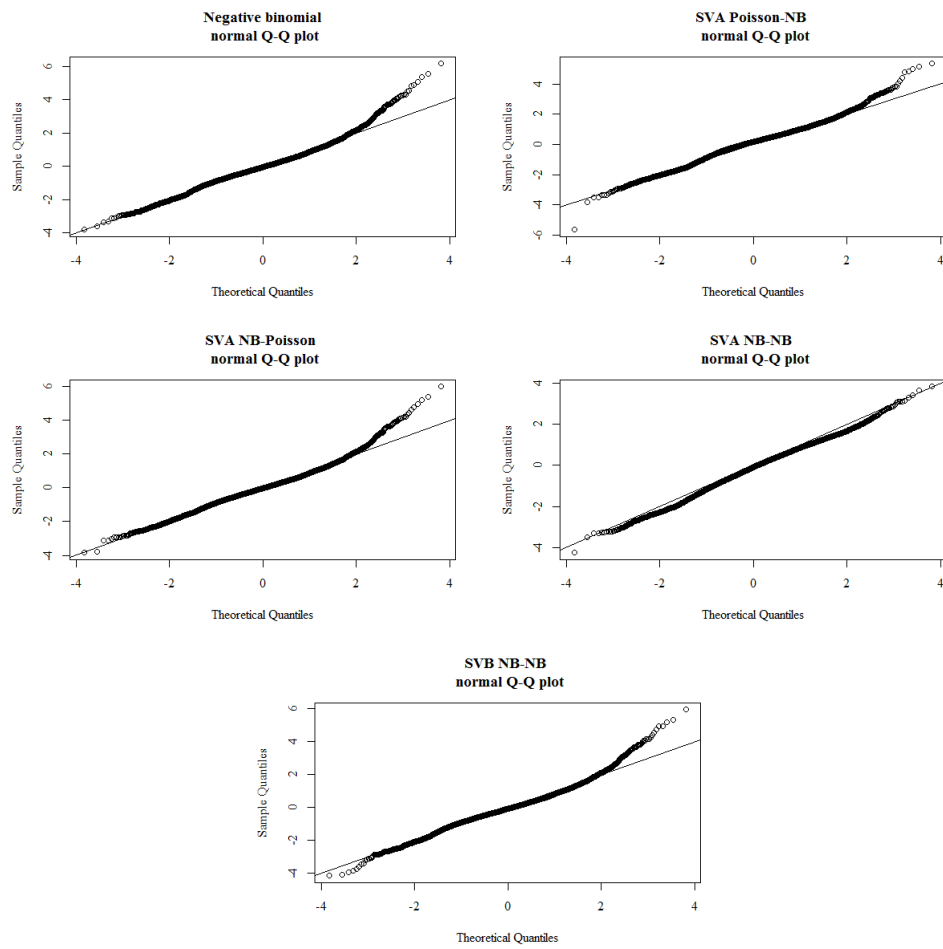 Negative binomial
normal Q-Q plot
Sample Quantiles
6
4
2
0
-2
-4
-4 -2 0 2 4
Theoretical Quantiles
SVA Poisson-NB
normal Q-Q plot
Sample Quantiles
4
2
0
-2
-4
-6
-4 -2 0 2 4
Theoretical Quantiles
SVA NB-Poisson
normal Q-Q plot
Sample Quantiles
6
4
2
0
-2
-4
-4 -2 0 2 4
Theoretical Quantiles
SVA NB-NB
normal Q-Q plot
Sample Quantiles
4
2
0
-2
-4
-4 -2 0 2 4
Theoretical Quantiles
SVB NB-NB
normal Q-Q plot
Sample Quantiles
6
4
2
0
-2
-4
-4 -2 0 2 4
Theoretical Quantiles